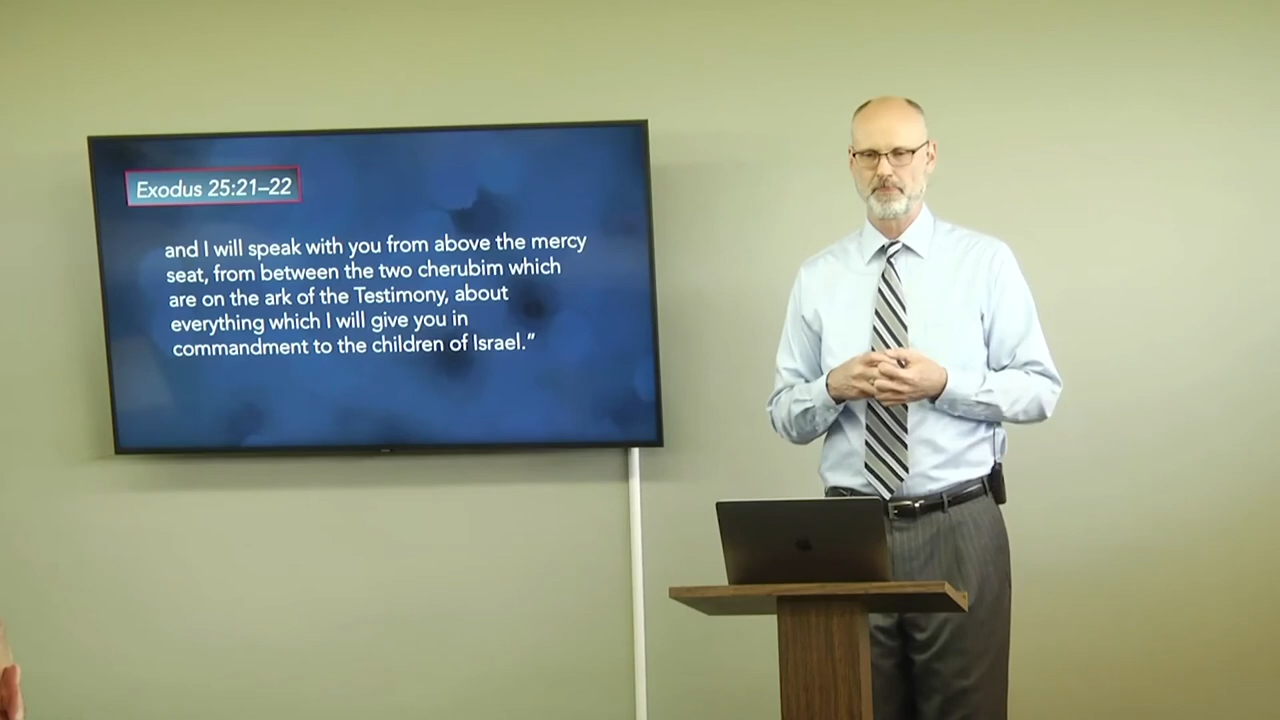 Exodus 25:21–22
and I will speak with you from above the mercy
seat, from between the two cherubim which
are on the ark of the Testimony, about
everything which I will give you in
commandment to the children of Israel.”